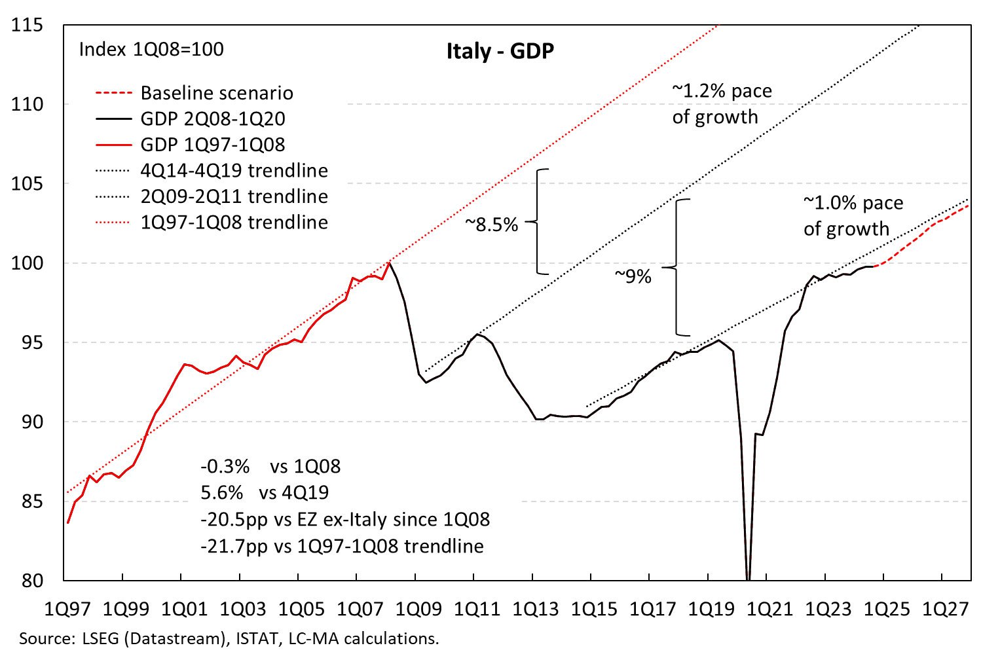 Italy - GDP
Index 1Q08=100
Baseline scenario
GDP 2Q08-1Q20
GDP 1Q97-1Q08
4Q14-4Q19 trendline
2Q09-2Q11 trendline
1Q97-1Q08 trendline
115
110
105
100
95
90
85
80
~1.2% pace
of growth
~8.5%
~9%
~1.0% pace
of growth
-0.3% vs 1Q08
5.6% vs 4Q19
-20.5pp vs EZ ex-Italy since 1Q08
-21.7pp vs 1Q97-1Q08 trendline
1Q97 1Q99 1Q01 1Q03 1Q05 1Q07 1Q09 1Q11 1Q13 1Q15 1Q17 1Q19 1Q21 1Q23 1Q25 1Q27
Source: LSEG (Datastream), ISTAT, LC-MA calculations.